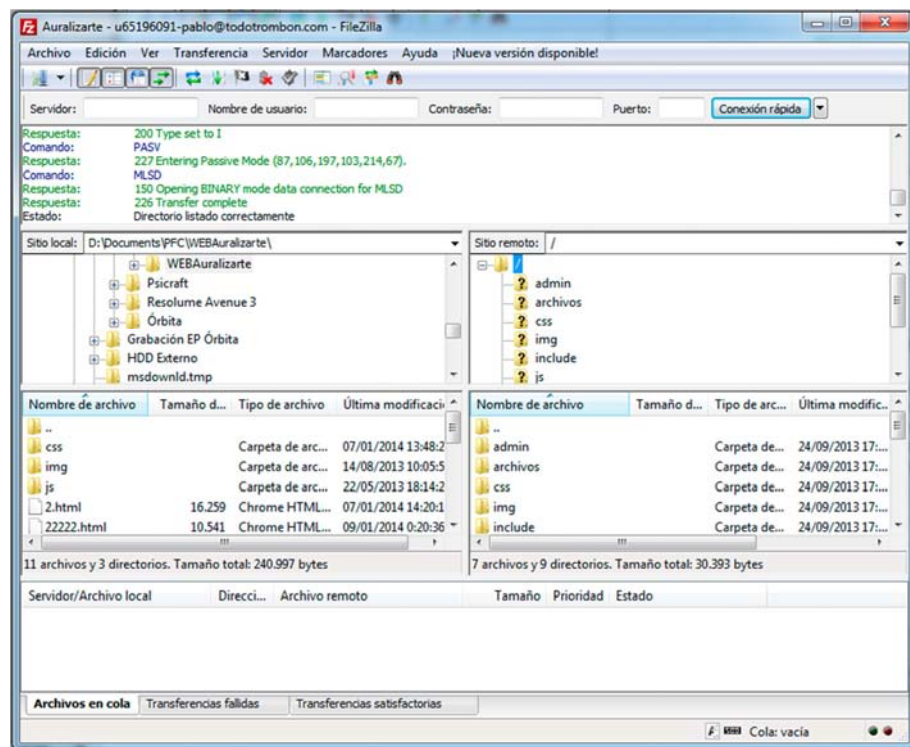 Auralizarte - u65196091-pablo@todotrombon.com - FileZilla
Archivo Edición Ver Transferencia Servidor Marcadores Ayuda ¡Nueva versión disponible!
Servidor: Nombre de usuario: Contraseña: Puerto: Conexión rápida
Respuesta: 200 Type set to I
Comando: PASV
Respuesta: 227 Entering Passive Mode (87,106,197,103,214,67).
Comando: MLSD
Respuesta: 150 Opening BINARY mode data connection for MLSD
Respuesta: 226 Transfer complete
Estado: Directorio listado correctamente
Sitio local: D:\Documents\PFC\WEBAuralizarte\
WEBAuralizarte
Psicraft
Resolume Avenue 3
Órbita
Grabación EP Órbita
HDD Externo
msdownld.tmp
Sitio remoto: /
/
admin
archivos
css
img
include
js
Nombre de archivo Tamaño d... Tipo de archivo Última modificaci
..
css Carpeta de arc... 07/01/2014 13:48:2
img Carpeta de arc... 14/08/2013 10:05:5
js Carpeta de arc... 22/05/2013 18:14:2
2.html 16.259 Chrome HTML... 07/01/2014 14:20:1
22222.html 10.541 Chrome HTML... 09/01/2014 0:20:36
11 archivos y 3 directorios. Tamaño total: 240.997 bytes
Nombre de archivo Tamaño d... Tipo de arc... Última modific...
..
admin Carpeta de... 24/09/2013 17:...
archivos Carpeta de... 24/09/2013 17:...
css Carpeta de... 24/09/2013 17:...
img Carpeta de... 24/09/2013 17:...
include Carpeta de... 24/09/2013 17:...
7 archivos y 9 directorios. Tamaño total: 30.393 bytes
Servidor/Archivo local Direcci... Archivo remoto Tamaño Prioridad Estado
Archivos en cola Transferencias fallidas Transferencias satisfactorias
Cola: vacía